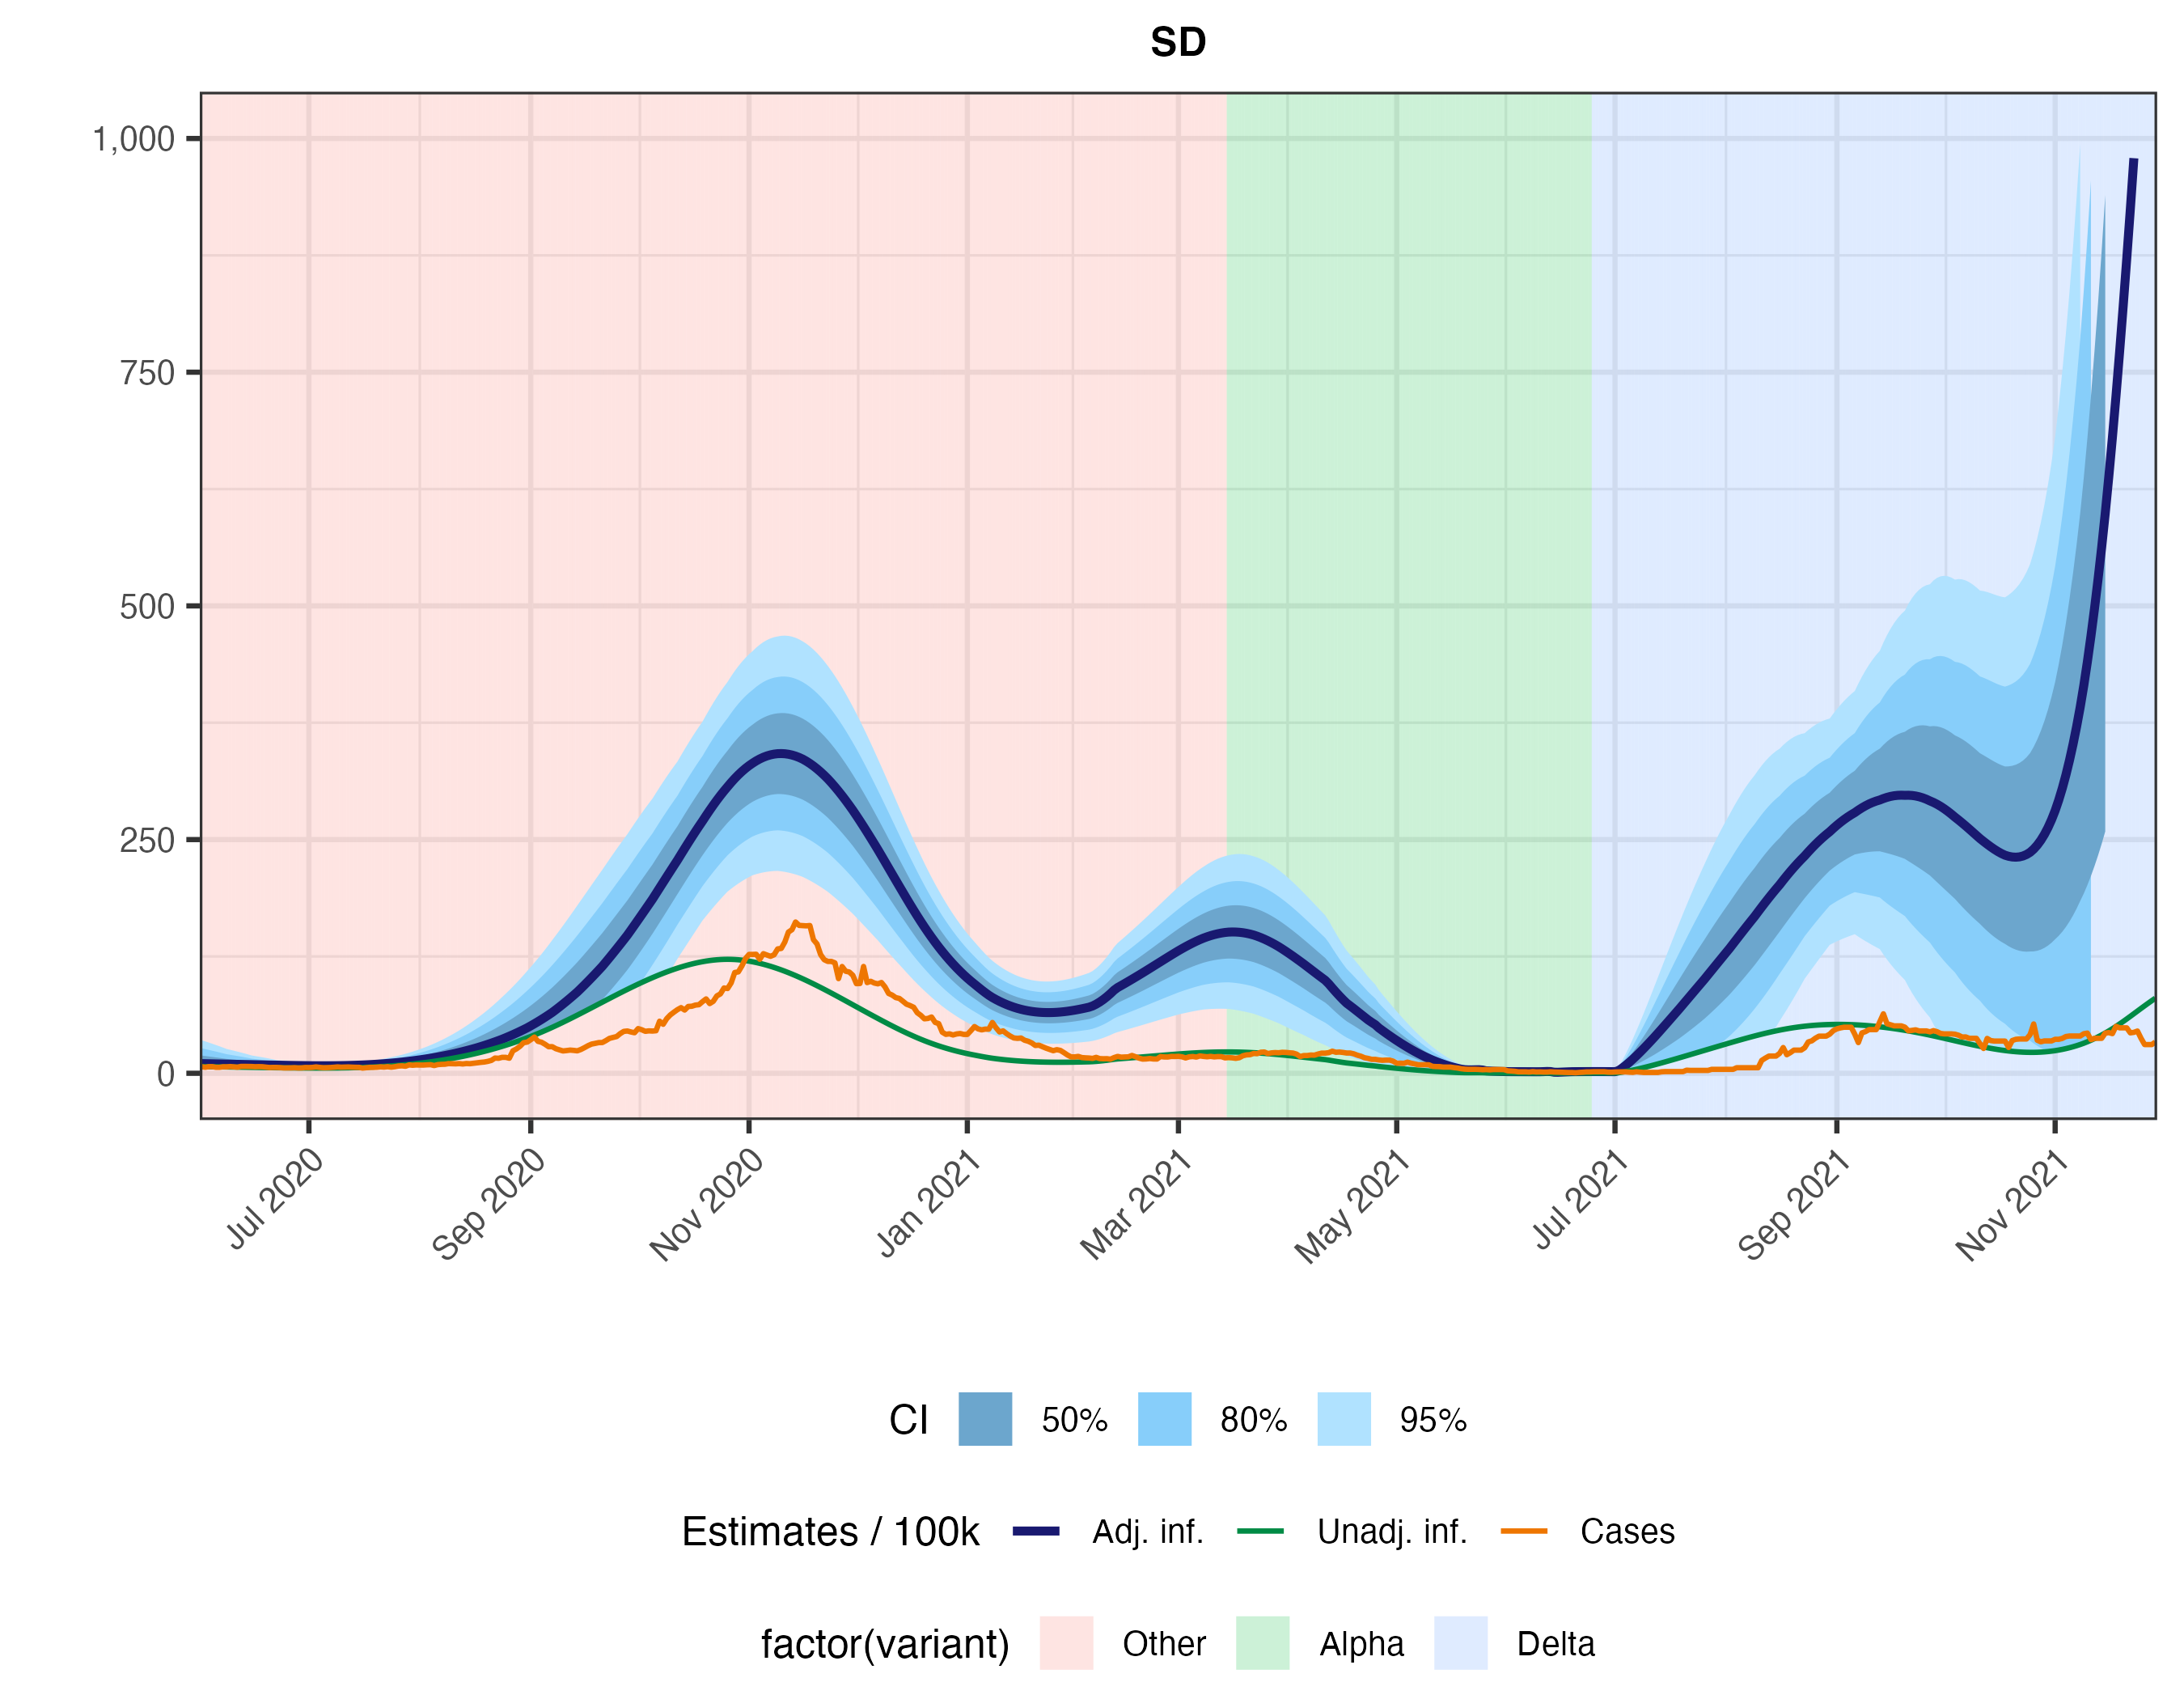 SD
1,000
750
500
250
0
Jul 2020
Sep 2020
Nov 2020
Jan 2021
Mar 2021
May 2021
Jul 2021
Sep 2021
Nov 2021
CI 50% 80% 95%
Estimates / 100k Adj. inf. Unadj. inf. Cases
factor(variant) Other Alpha Delta